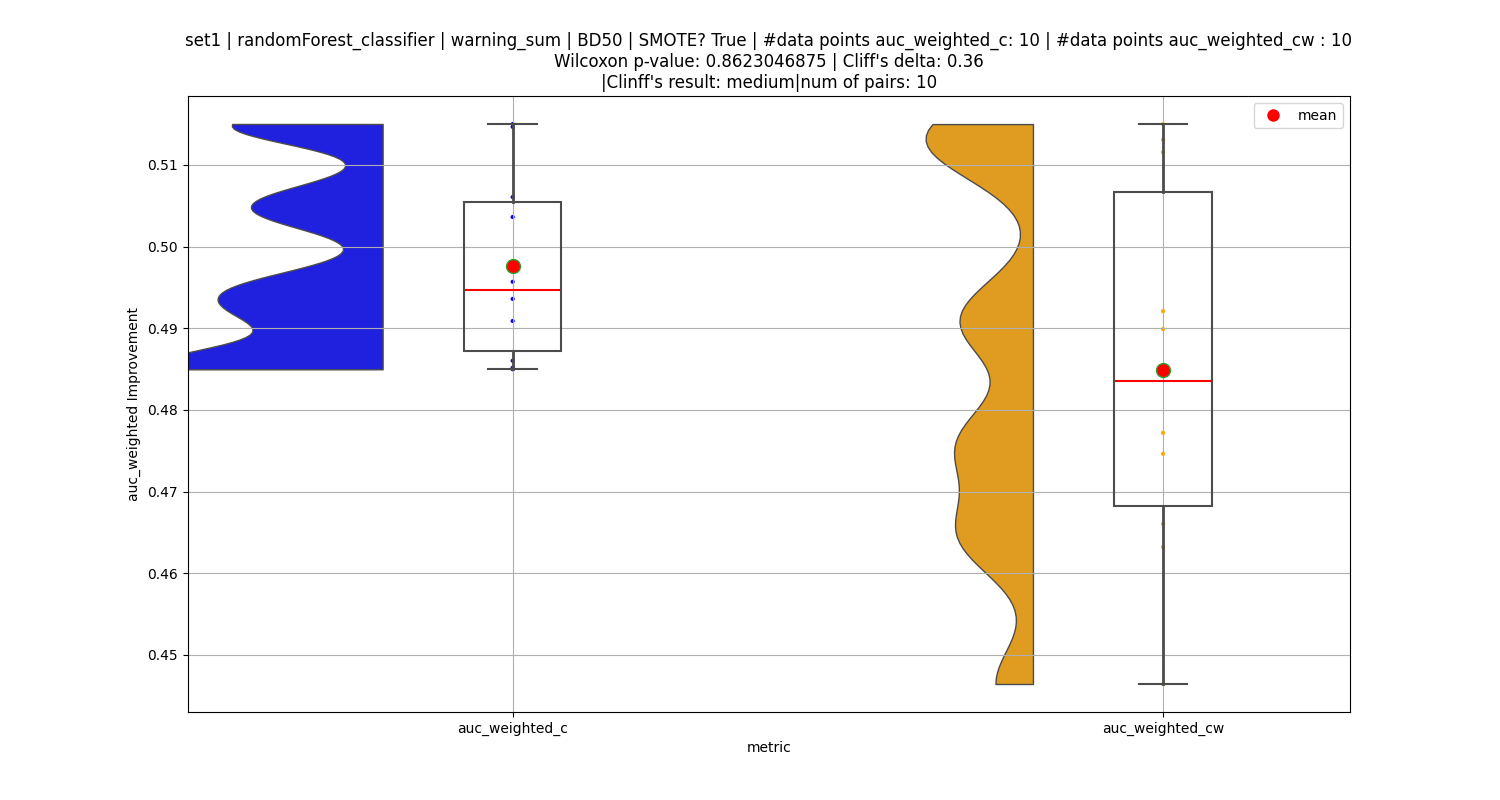 set1 | randomForest_classifier | warning_sum | BD50 | SMOTE? True | #data points auc_weighted_c: 10 | #data points auc_weighted_cw : 10
Wilcoxon p-value: 0.8623046875 | Cliff's delta: 0.36
|Clinff's result: medium|num of pairs: 10
mean
0.51
0.50
0.49
0.48
0.47
0.46
0.45
auc_weighted Improvement
auc_weighted_c
auc_weighted_cw
metric